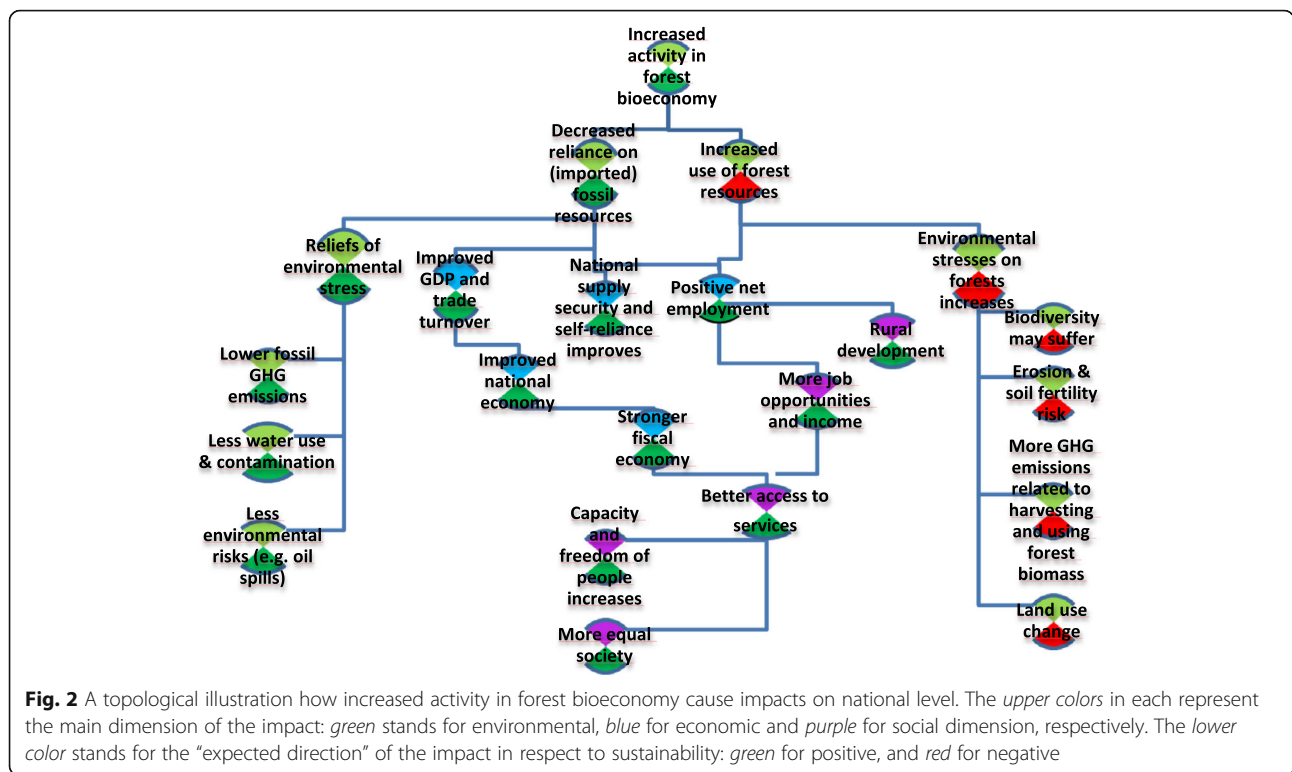 Increased
activity in
forest
bioeconomy
Decreased
reliance on
(imported)
fossil
resources
Increased
use of forest
resources
Reliefs of
environmental
stress
Improved
GDP and
trade
turnover
National
supply
security and
self-reliance
improves
Positive net
employment
Environmental
stresses on
forests increases
Rural
development
Biodiversity
may suffer
Lower fossil
GHG
emissions
Improved
national
economy
More job
opportunities
and income
Erosion &
soil fertility
risk
Less water use
& contamination
Stronger
fiscal
economy
More GHG
emissions
related to
harvesting
and using
forest
biomass
Less
environmental
risks (e.g. oil
spills)
Better access to
services
Capacity
and
freedom of
people
increases
Land use
change
More equal
society
Fig. 2 A topological illustration how increased activity in forest bioeconomy cause impacts on national level. The upper colors in each represent
the main dimension of the impact: green stands for environmental, blue for economic and purple for social dimension, respectively. The lower
color stands for the “expected direction” of the impact in respect to sustainability: green for positive, and red for negative